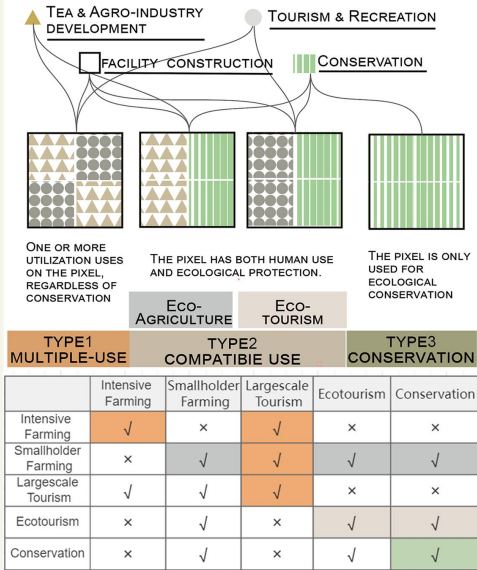 TEA & AGRO-INDUSTRY
DEVELOPMENT
TOURISM & RECREATION
FACILITY CONSTRUCTION
CONSERVATION
ONE OR MORE
UTILIZATION USES
ON THE PIXEL,
REGARDLESS OF
CONSERVATION
THE PIXEL HAS BOTH HUMAN USE
AND ECOLOGICAL PROTECTION.
THE PIXEL IS ONLY
USED FOR
ECOLOGICAL
CONSERVATION
ECO-
AGRICULTURE
ECO-
TOURISM
TYPE1
MULTIPLE-USE
TYPE2
COMPATIBIE USE
TYPE3
CONSERVATION
Intensive
Farming
Smallholder
Farming
Largescale
Tourism
Ecotourism
Conservation
Intensive
Farming
√ × √ × ×
Smallholder
Farming
× √ √ √ √
Largescale
Tourism
√ √ √ × ×
Ecotourism
× √ × √ √
Conservation
× √ × √ √